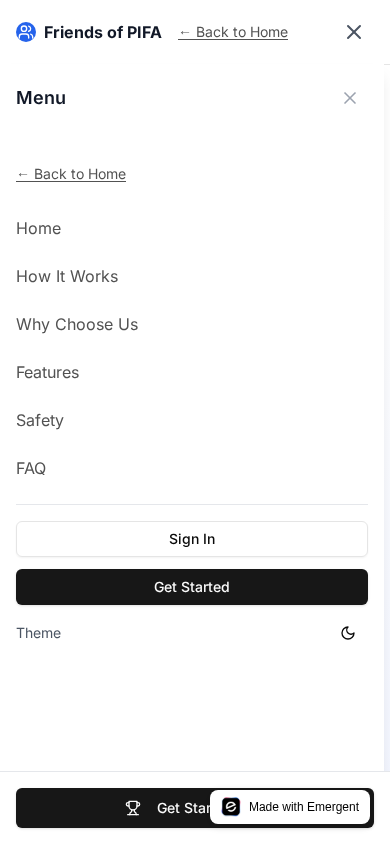 Friends of PIFA ← Back to Home
Menu
← Back to Home
Home
How It Works
Why Choose Us
Features
Safety
FAQ
Sign In
Get Started
Theme
Get Star
Made with Emergent